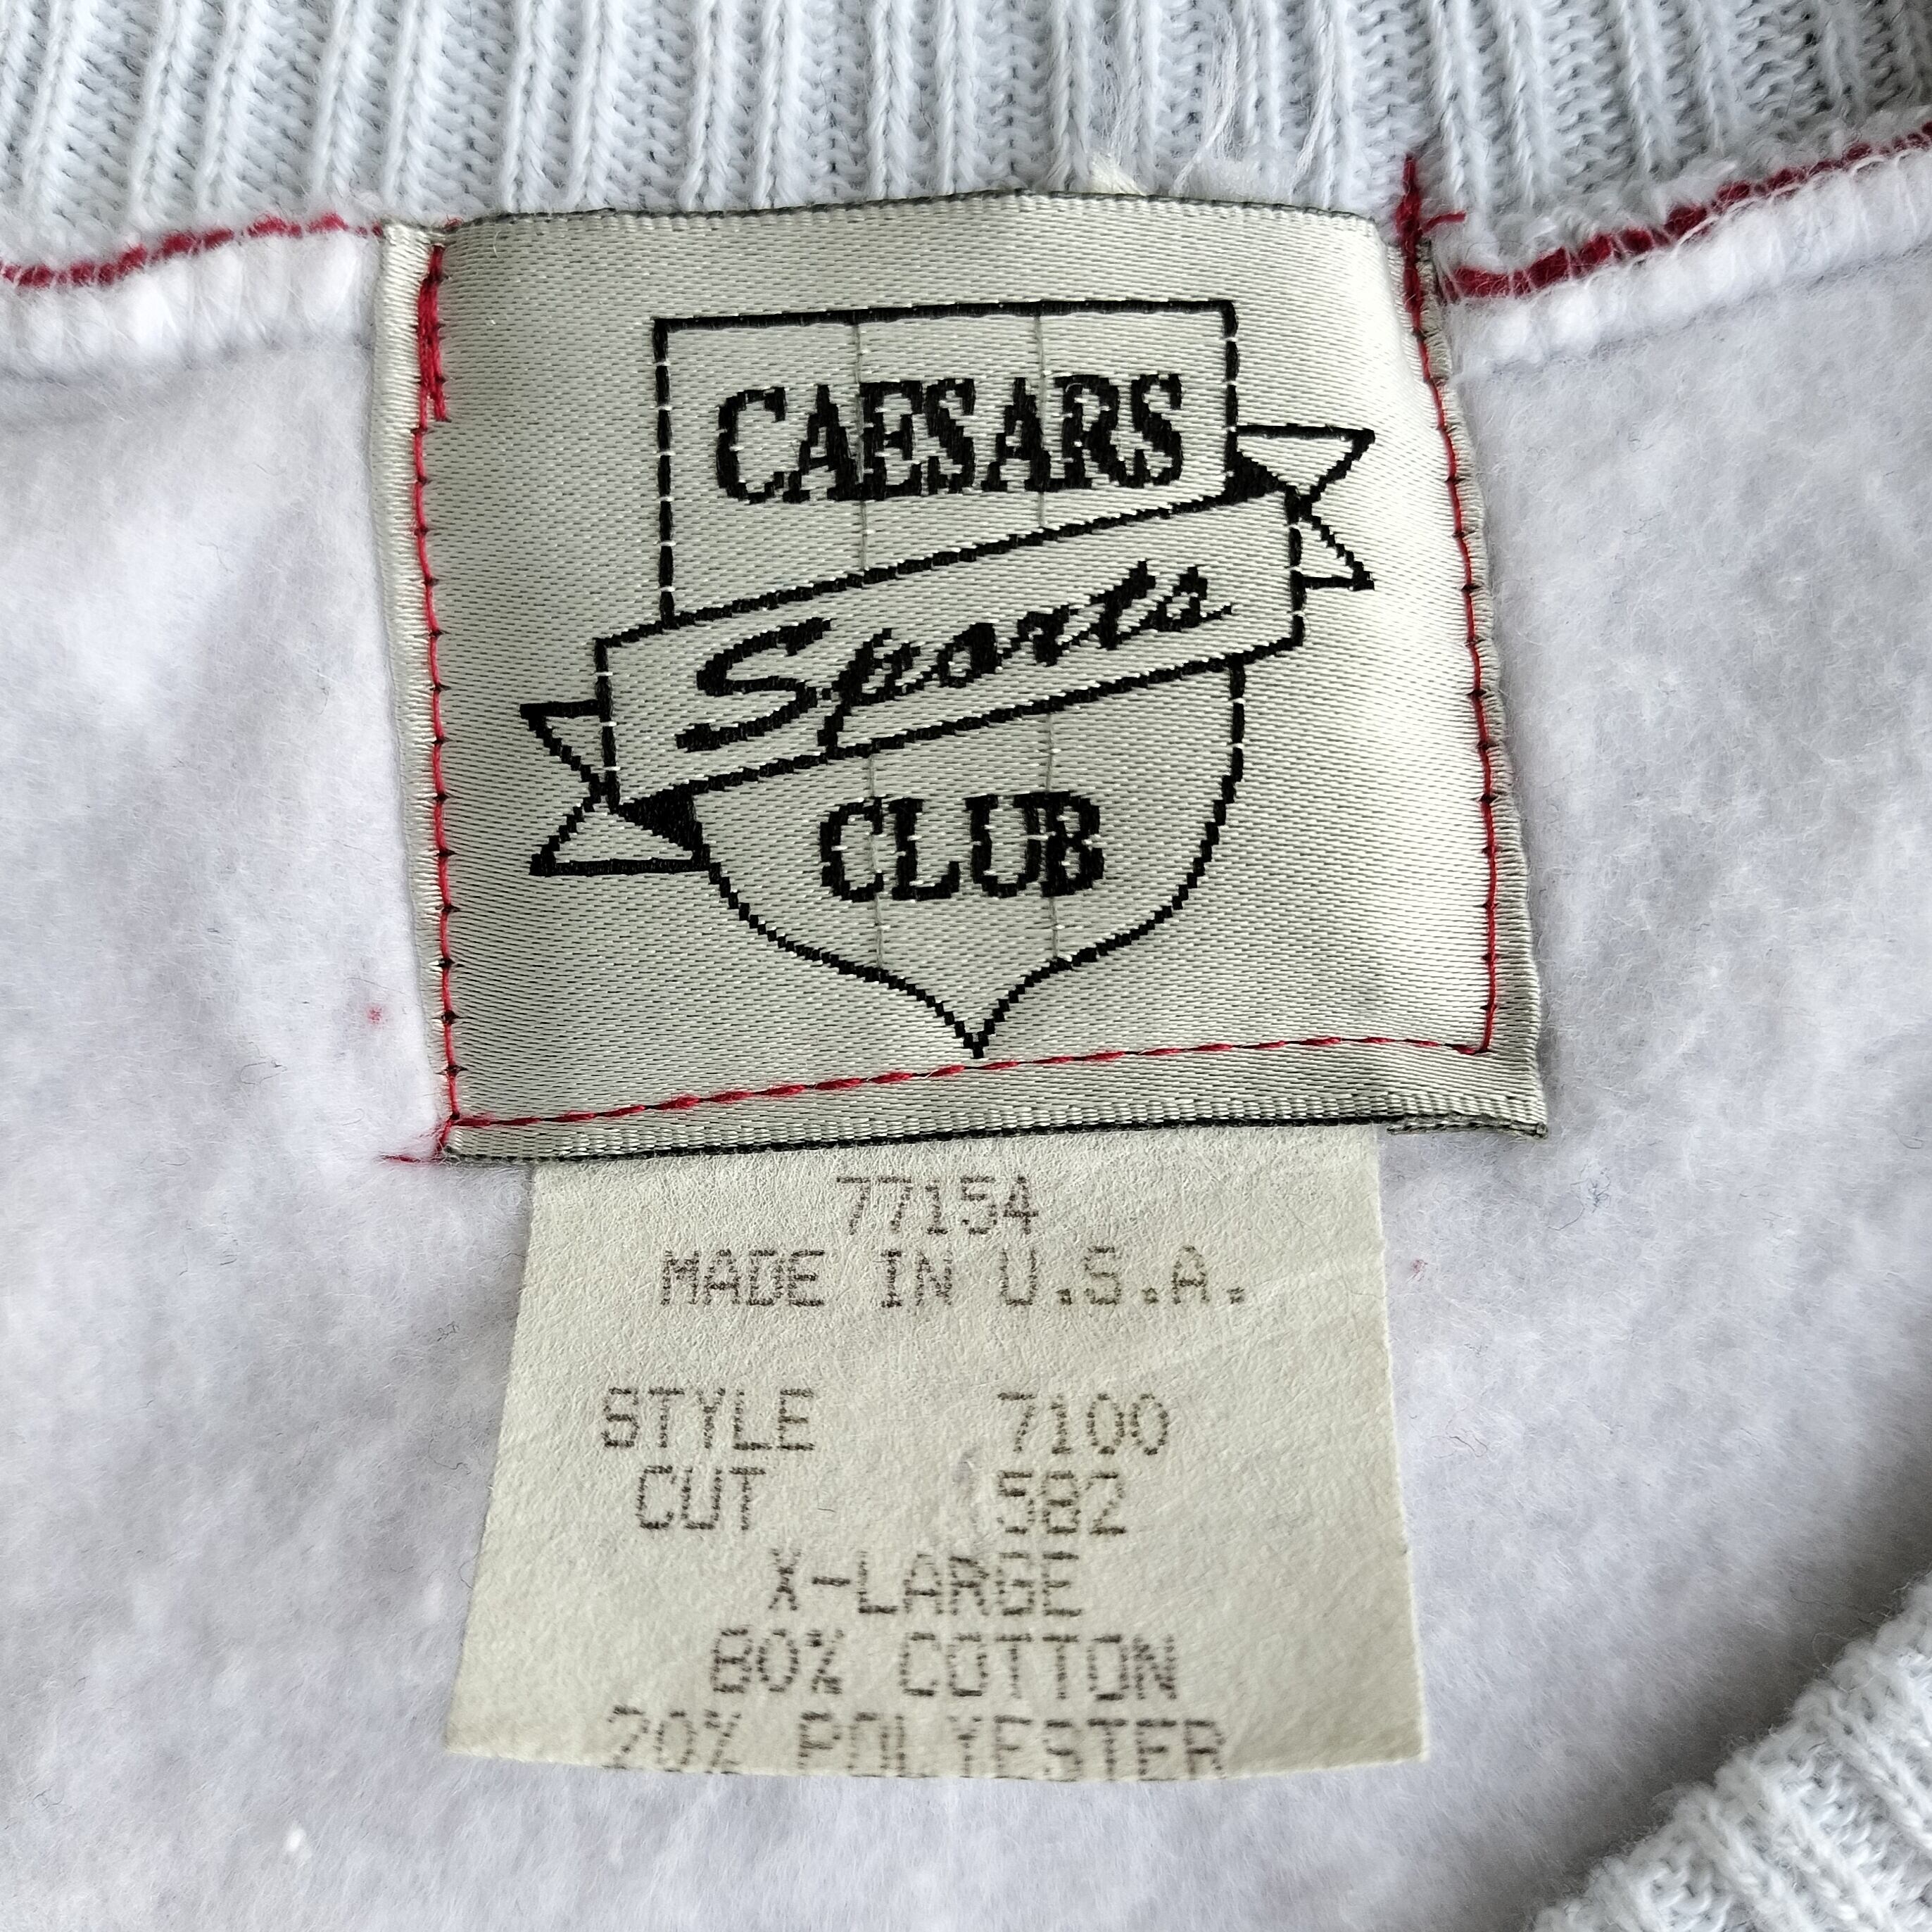 CAESARS
Sports
CLUB
77154
MADE IN U.S.A.
STYLE 7100
CUT 582
X-LARGE
80% COTTON
20% POLYESTER